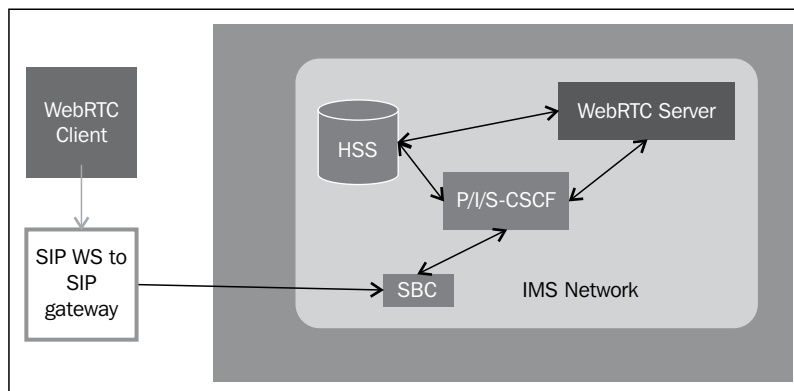 WebRTC
Client
SIP WS to
SIP
gateway
HSS
WebRTC Server
P/I/S-CSCF
SBC
IMS Network